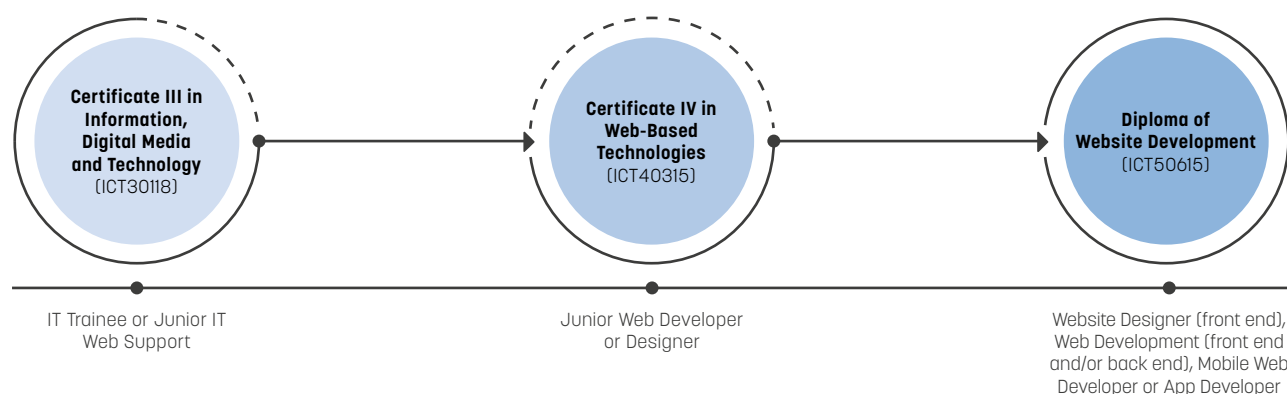 Certificate III in
Information,
Digital Media
and Technology
(ICT30118)
Certificate IV in
Web-Based
Technologies
(ICT40315)
Diploma of
Website Development
(ICT50615)
IT Trainee or Junior IT
Web Support
Junior Web Developer
or Designer
Website Designer (front end),
Web Development (front end
and/or back end), Mobile Web
Developer or App Developer